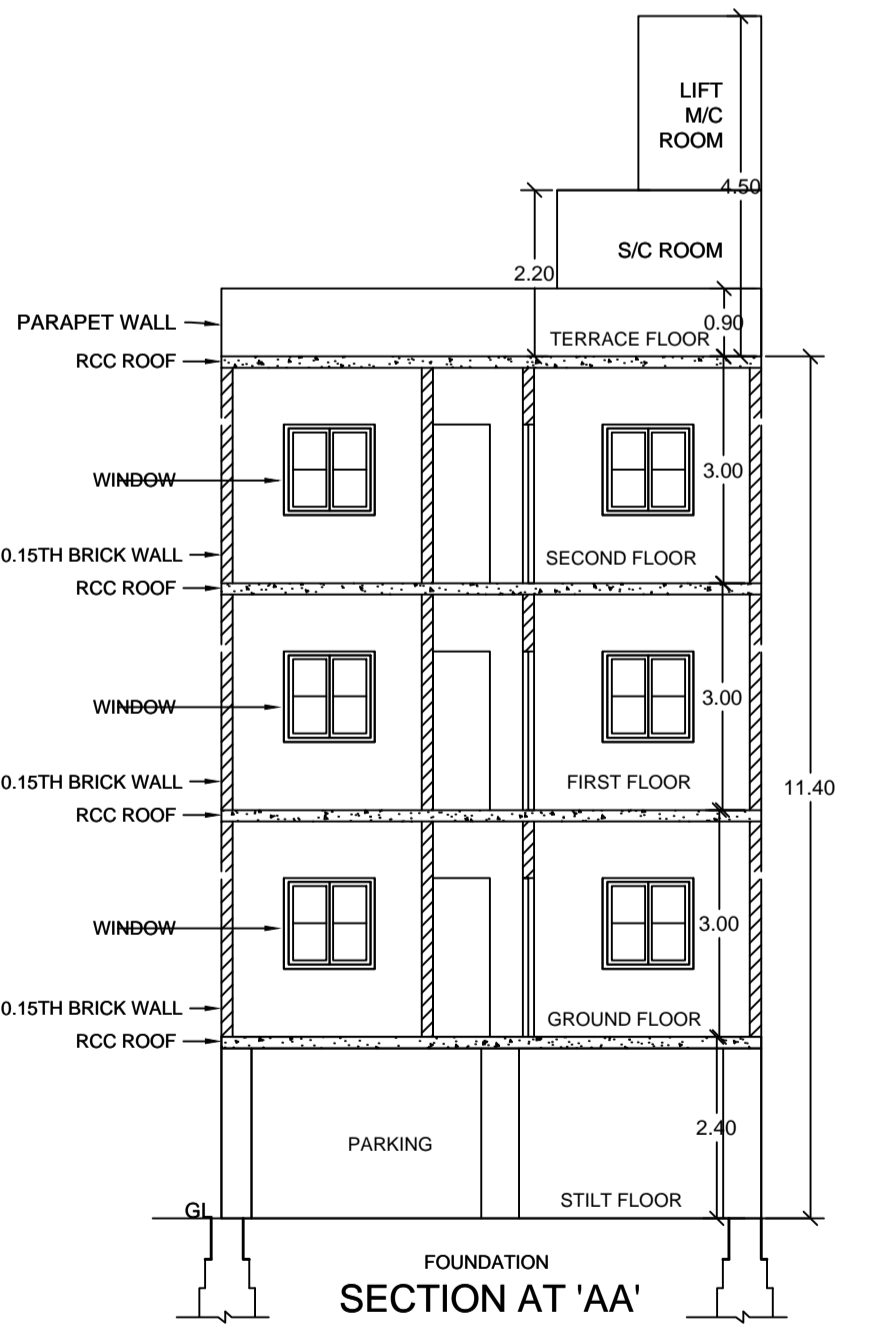 LIFT
M/C
ROOM
4.50
S/C ROOM
2.20
PARAPET WALL
0.90
TERRACE FLOOR
RCC ROOF
3.00
WINDOW
0.15TH BRICK WALL
SECOND FLOOR
RCC ROOF
3.00
WINDOW
0.15TH BRICK WALL
FIRST FLOOR
11.40
RCC ROOF
3.00
WINDOW
0.15TH BRICK WALL
GROUND FLOOR
RCC ROOF
2.40
PARKING
STILT FLOOR
GL
FOUNDATION
SECTION AT 'AA'